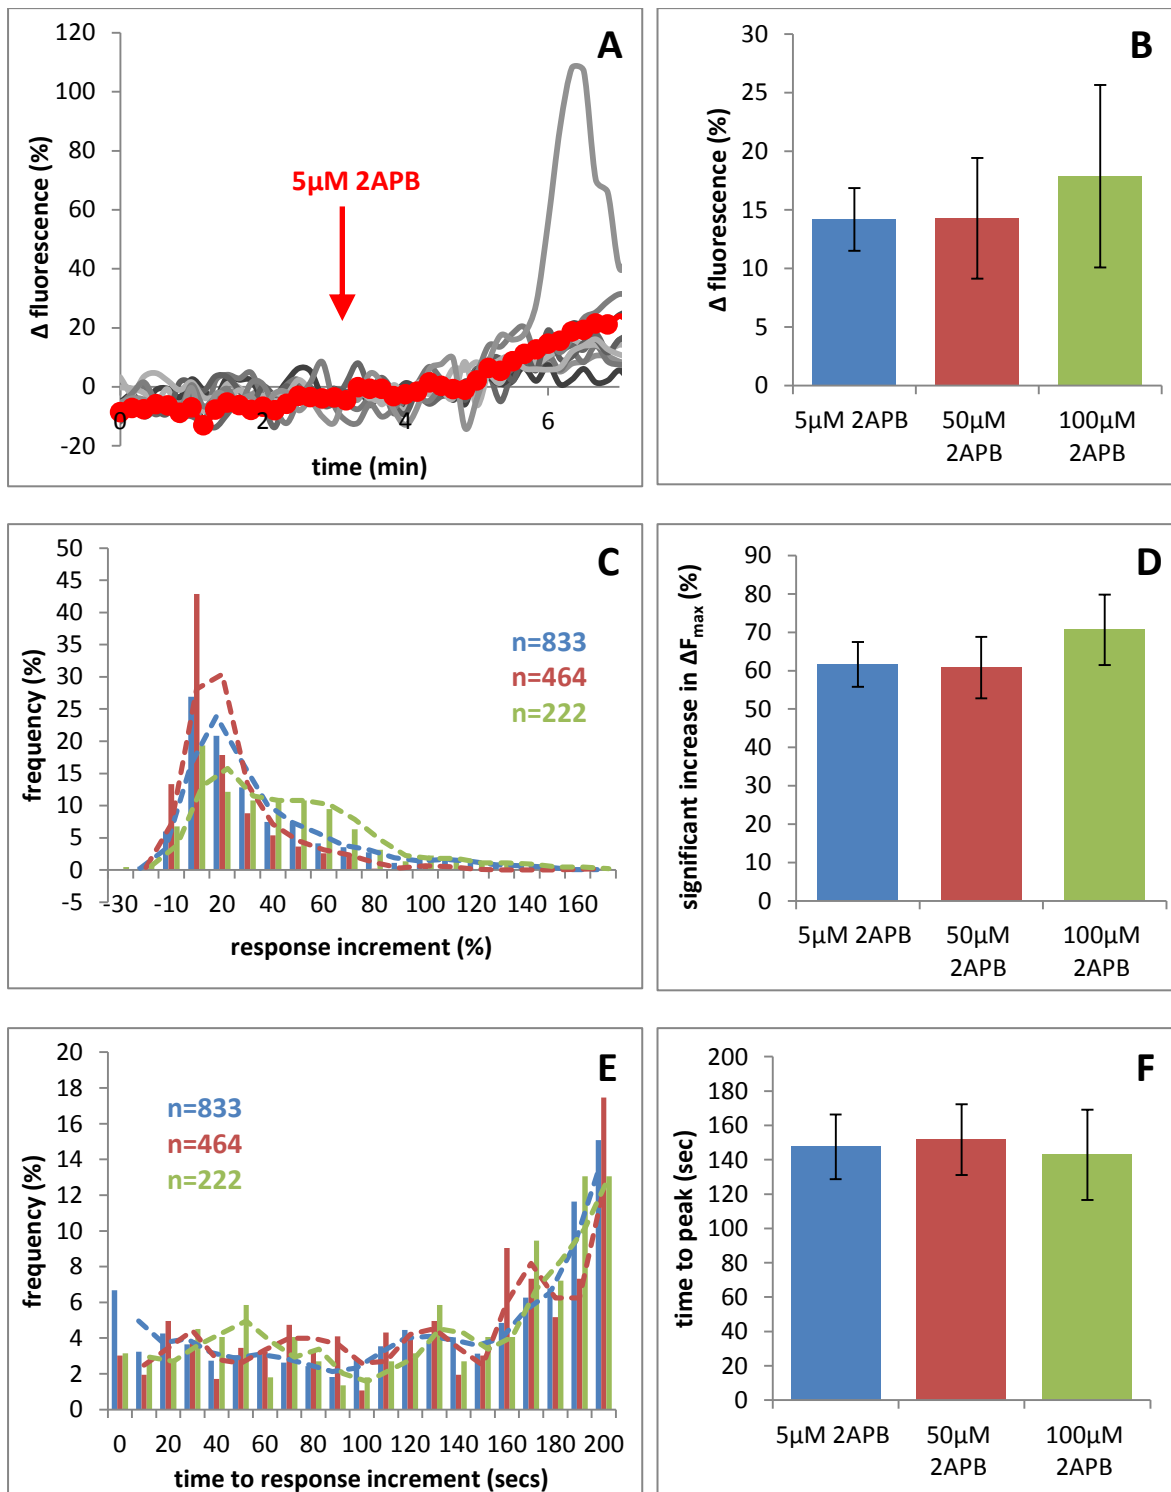 A
Δ fluorescence (%)
120
100
80
60
40
20
0
-20
5µM 2APB
0
2
4
6
time (min)
B
Δ fluorescence (%)
30
25
20
15
10
5
0
5µM 2APB
50µM
2APB
100µM
2APB
C
frequency (%)
50
45
40
35
30
25
20
15
10
5
0
-5
n=833
n=464
n=222
-30
-10
20
40
60
80
100
120
140
160
response increment (%)
D
significant increase in ΔFmax (%)
90
80
70
60
50
40
30
20
10
0
5µM 2APB
50µM
2APB
100µM
2APB
E
frequency (%)
20
18
16
14
12
10
8
6
4
2
0
n=833
n=464
n=222
0
20
40
60
80
100
120
140
160
180
200
time to response increment (secs)
F
time to peak (sec)
200
180
160
140
120
100
80
60
40
20
0
5µM 2APB
50µM
2APB
100µM
2APB